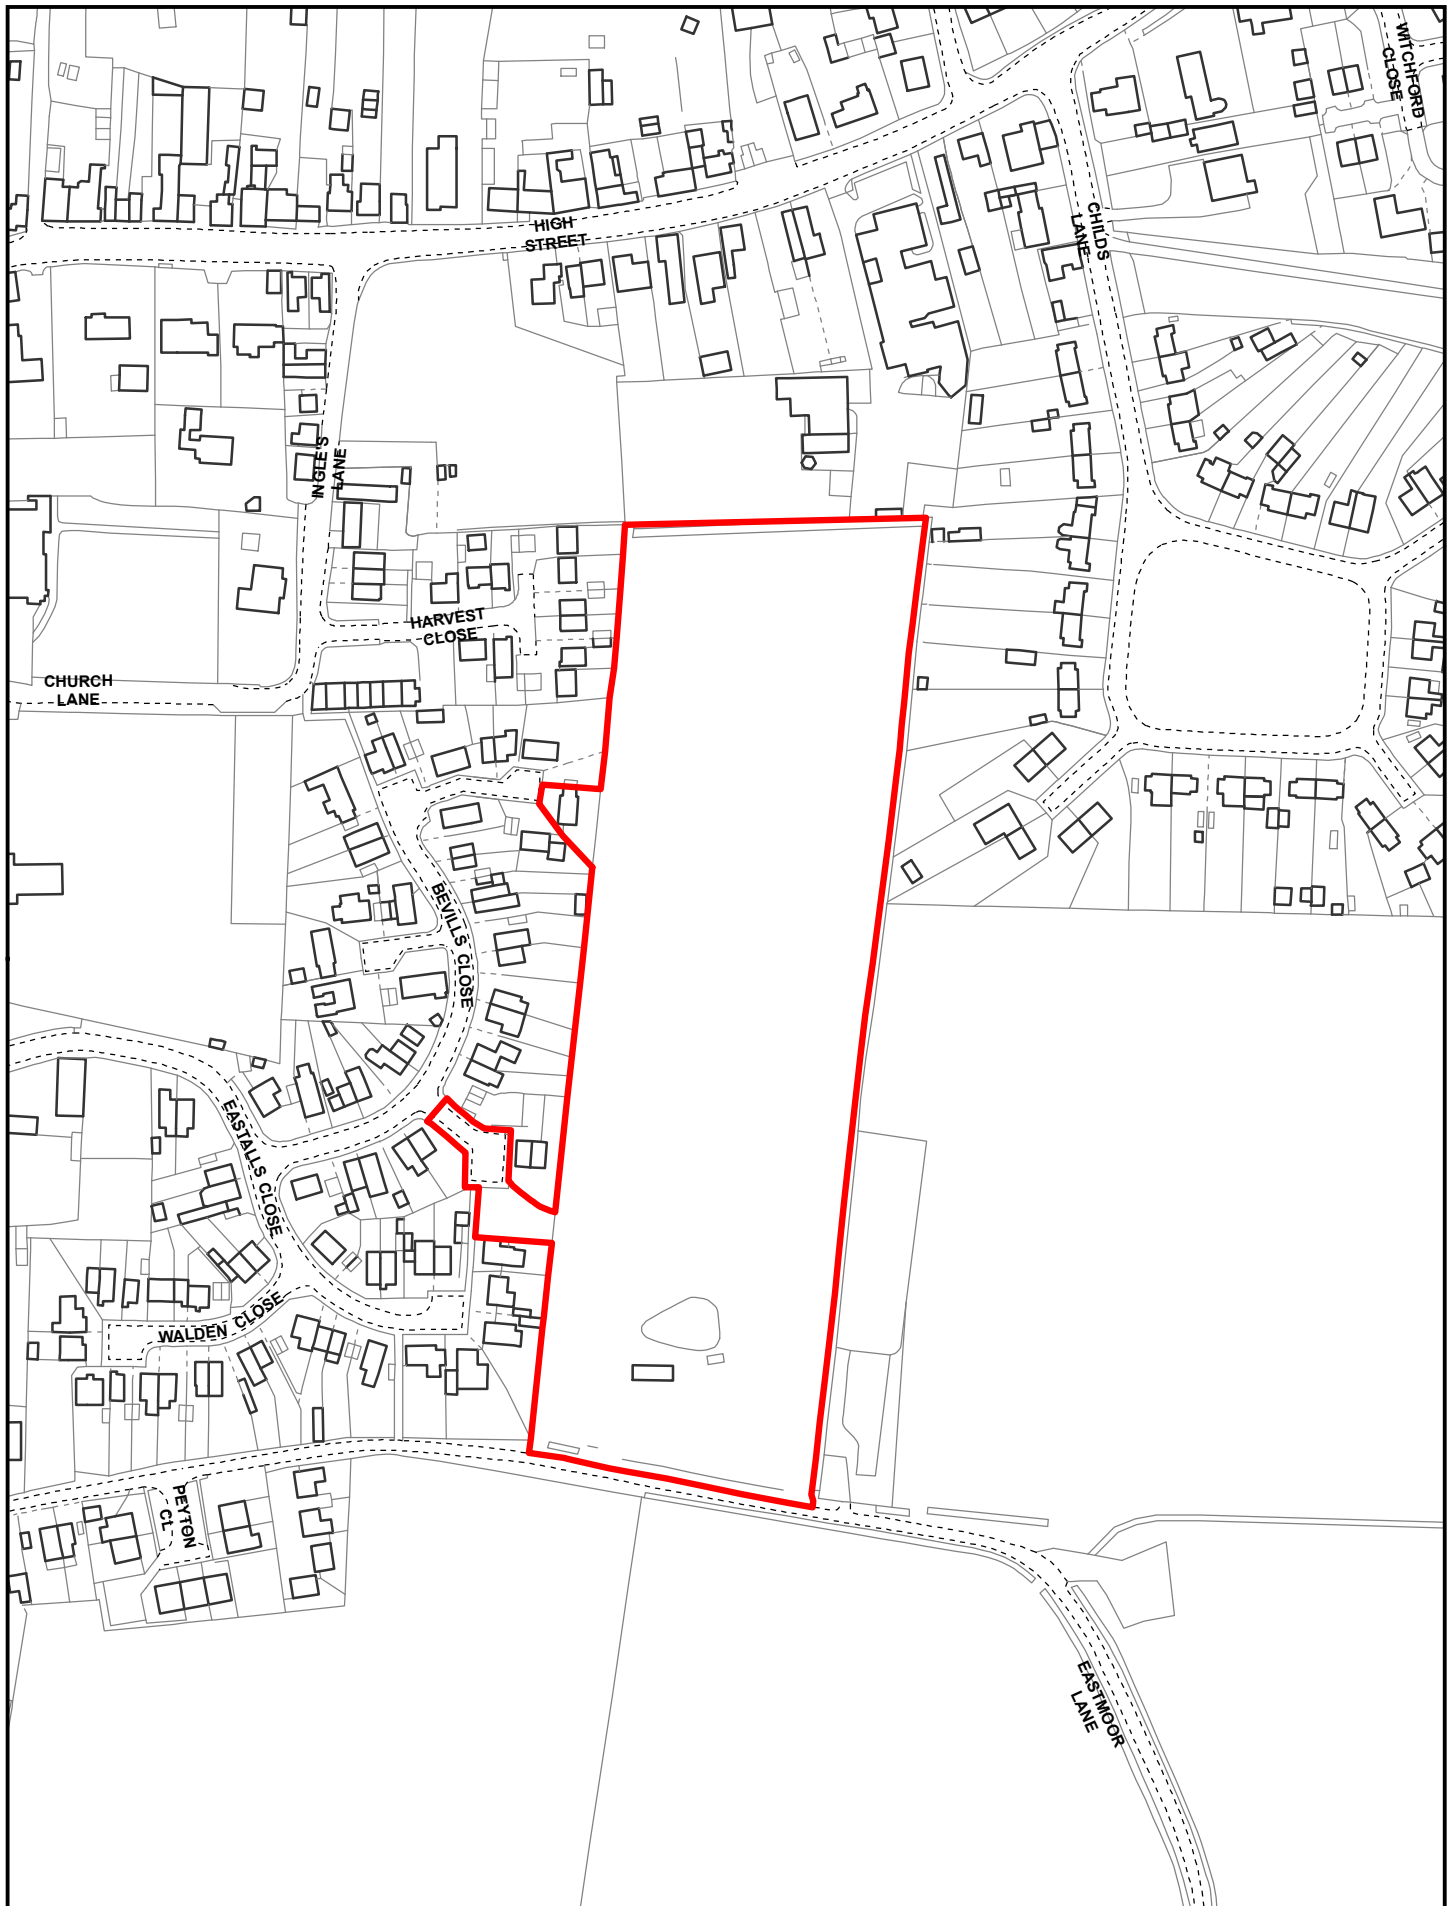 WITCHFORD
CLOSE
HIGH
STREET
CHILDS
LANE
INGLE'S
LANE
HARVEST
CLOSE
CHURCH
LANE
BEVILLS CLOSE
EASTALLS CLOSE
WALDEN CLOSE
PEYTON
CL
EASTMOOR
LANE